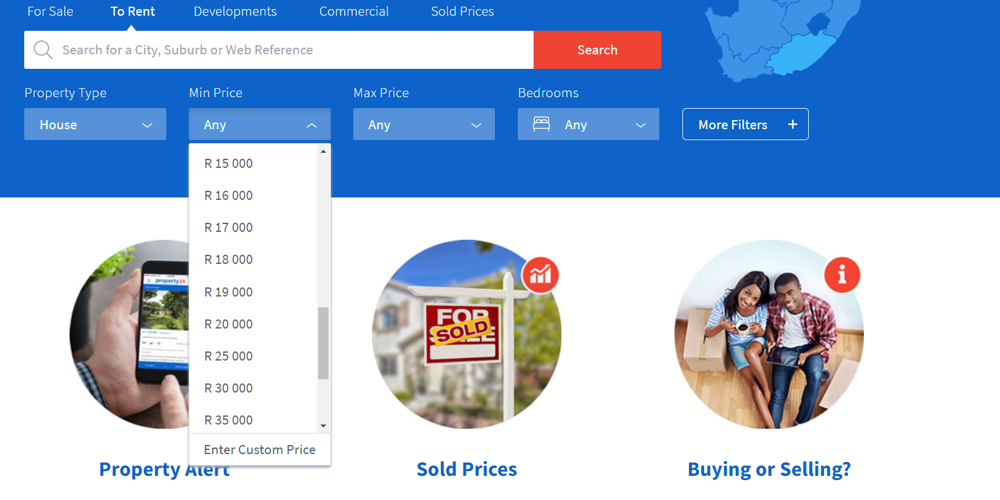 For Sale To Rent Developments Commercial Sold Prices
Search for a City, Suburb or Web Reference Search
Property Type Min Price Max Price Bedrooms
House Any Any Any More Filters +
R 15 000
R 16 000
R 17 000
R 18 000
R 19 000
R 20 000
R 25 000
R 30 000
R 35 000
Enter Custom Price
property24
FOR
SOLD
Property Alert Sold Prices Buying or Selling?